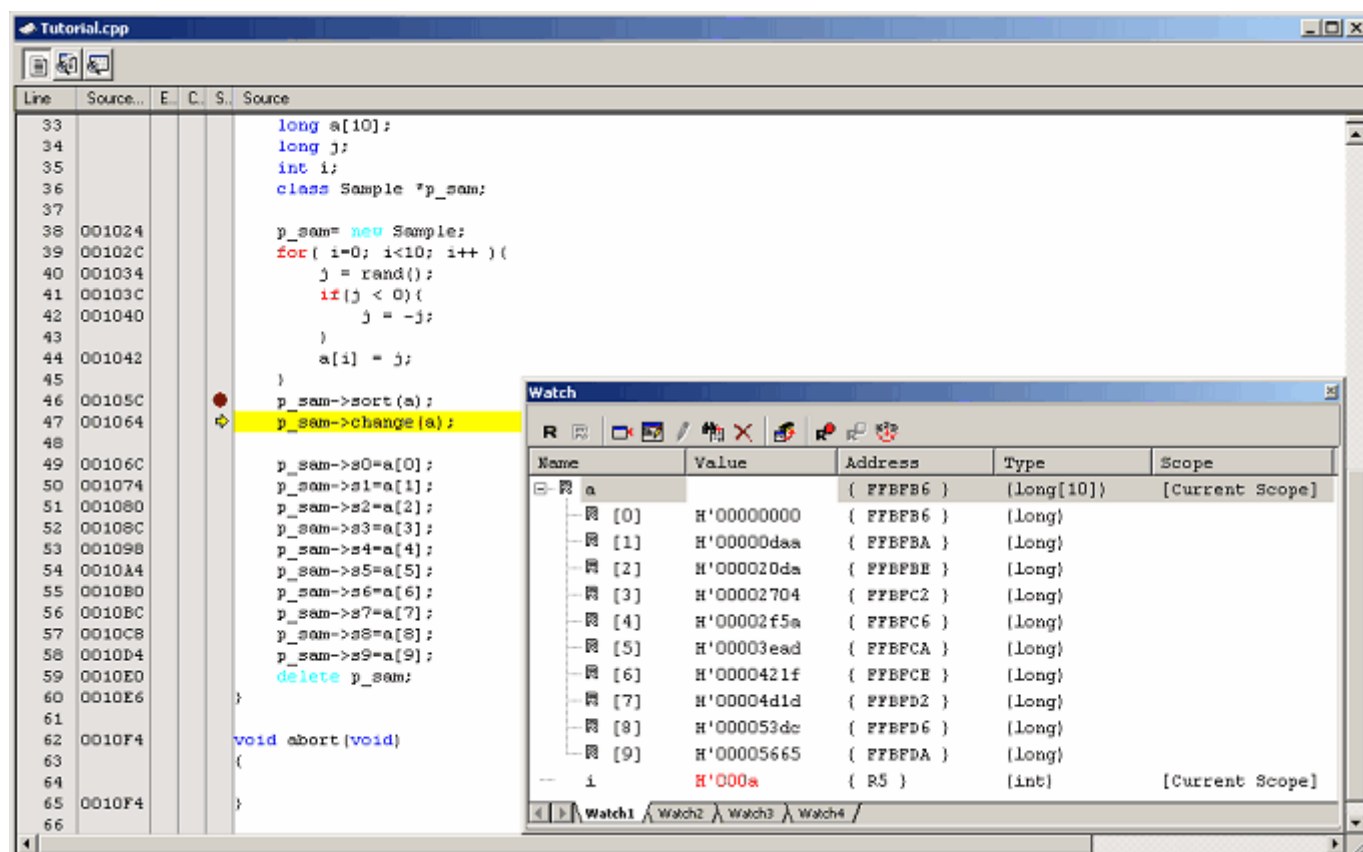 Tutorial.cpp
Line Source... E.. C.. S.. Source
33 long a[10];
34 long j;
35 int i;
36 class Sample *p_sam;
37
38 001024 p_sam= new Sample;
39 00102C for( i=0; i<10; i++ ){
40 001034 j = rand();
41 00103C if(j < 0){
42 001040 j = -j;
43 }
44 001042 a[i] = j;
45 }
46 00105C p_sam->sort(a);
47 001064 p_sam->change(a);
48
49 00106C p_sam->s0=a[0];
50 001074 p_sam->s1=a[1];
51 001080 p_sam->s2=a[2];
52 00108C p_sam->s3=a[3];
53 001098 p_sam->s4=a[4];
54 0010A4 p_sam->s5=a[5];
55 0010B0 p_sam->s6=a[6];
56 0010BC p_sam->s7=a[7];
57 0010C8 p_sam->s8=a[8];
58 0010D4 p_sam->s9=a[9];
59 0010E0 delete p_sam;
60 0010E6 }
61
62 0010F4 void abort(void)
63 {
64
65 0010F4 }
66
Watch
R
Name Value Address Type Scope
a { FFBFB6 } (long[10]) [Current Scope]
[0] H'00000000 { FFBFB6 } (long)
[1] H'00000daa { FFBFBA } (long)
[2] H'000020da { FFBFBE } (long)
[3] H'00002704 { FFBFC2 } (long)
[4] H'00002f5a { FFBFC6 } (long)
[5] H'00003ead { FFBFCA } (long)
[6] H'0000421f { FFBFCE } (long)
[7] H'00004d1d { FFBFD2 } (long)
[8] H'000053dc { FFBFD6 } (long)
[9] H'00005665 { FFBFDA } (long)
i H'000a { R5 } (int) [Current Scope]
Watch1 Watch2 Watch3 Watch4